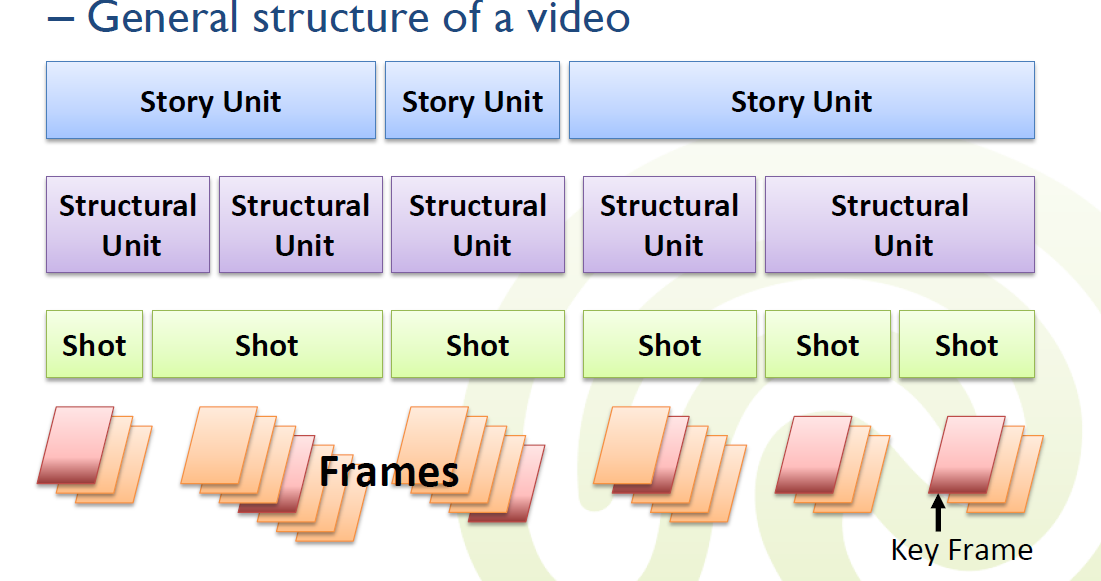 – General structure of a video
Story Unit
Story Unit
Story Unit
Structural
Unit
Structural
Unit
Structural
Unit
Structural
Unit
Structural
Unit
Shot
Shot
Shot
Shot
Shot
Shot
Frames
Key Frame